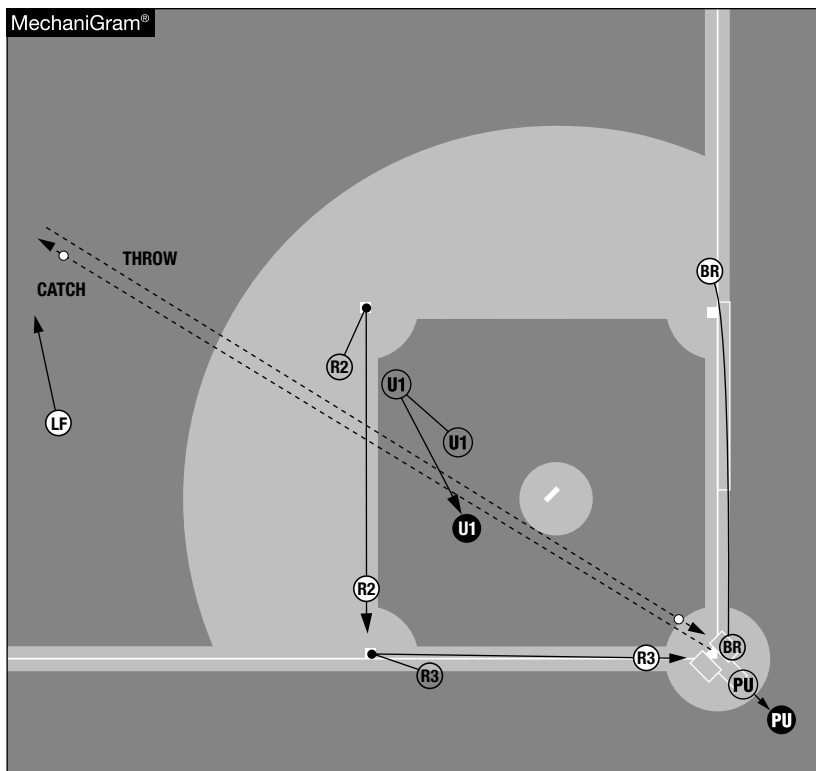 MechaniGram®
THROW
CATCH
BR
R2
U1
LF
U1
U1
R2
BR
R3
R3
PU
PU